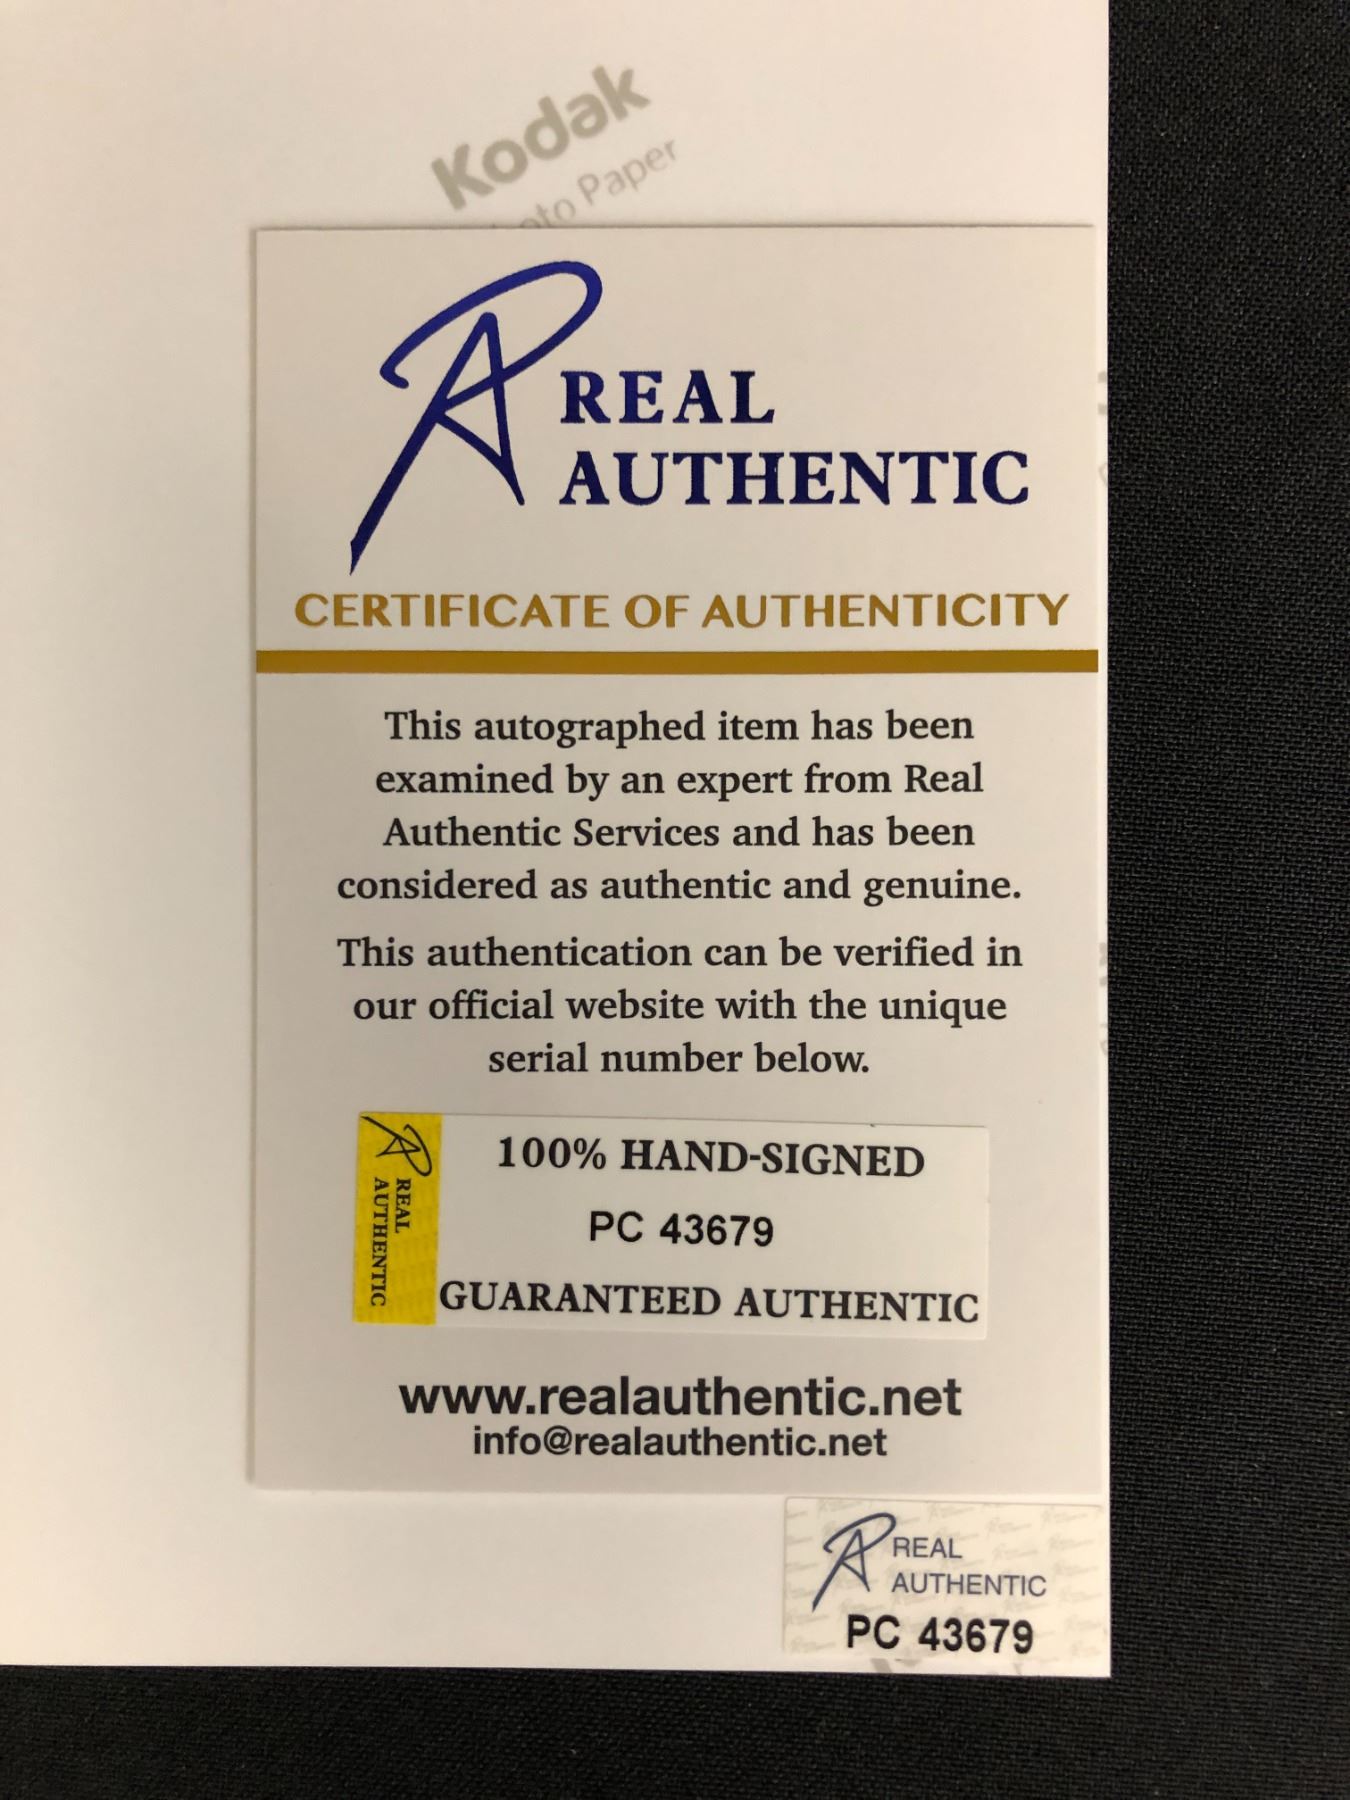 Kodak
Paper
REAL
AUTHENTIC
CERTIFICATE OF AUTHENTICITY
This autographed item has been
examined by an expert from Real
Authentic Services and has been
considered as authentic and genuine.
This authentication can be verified in
our official website with the unique
serial number below.
REAL
AUTHENTIC
100% HAND-SIGNED
PC 43679
GUARANTEED AUTHENTIC
www.realauthentic.net
info@realauthentic.net
REAL
AUTHENTIC
PC 43679